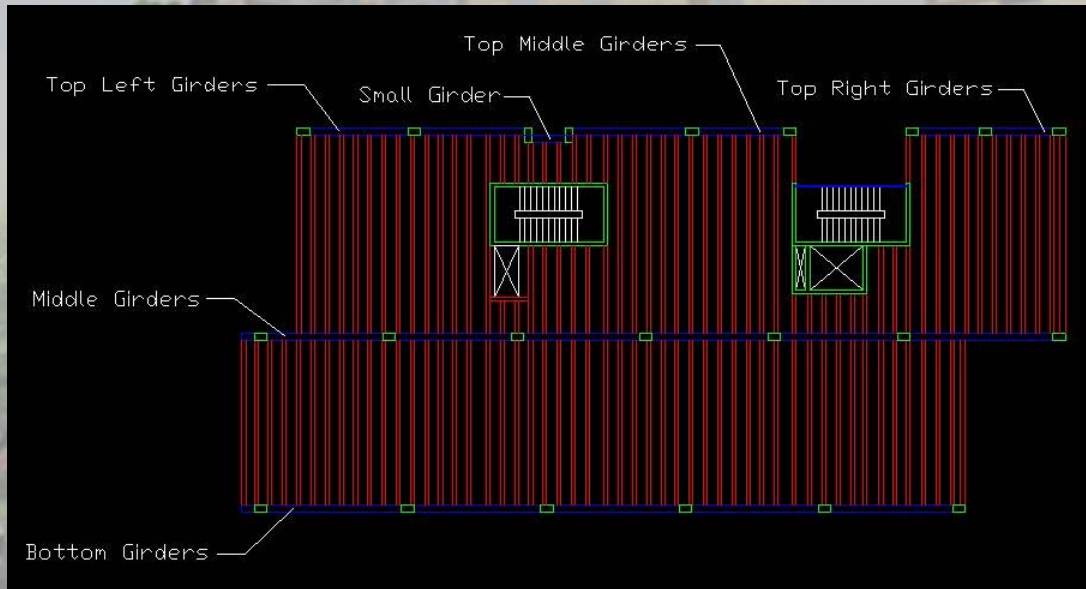 Top Middle Girders
Top Left Girders
Small Girder
Top Right Girders
Middle Girders
Bottom Girders